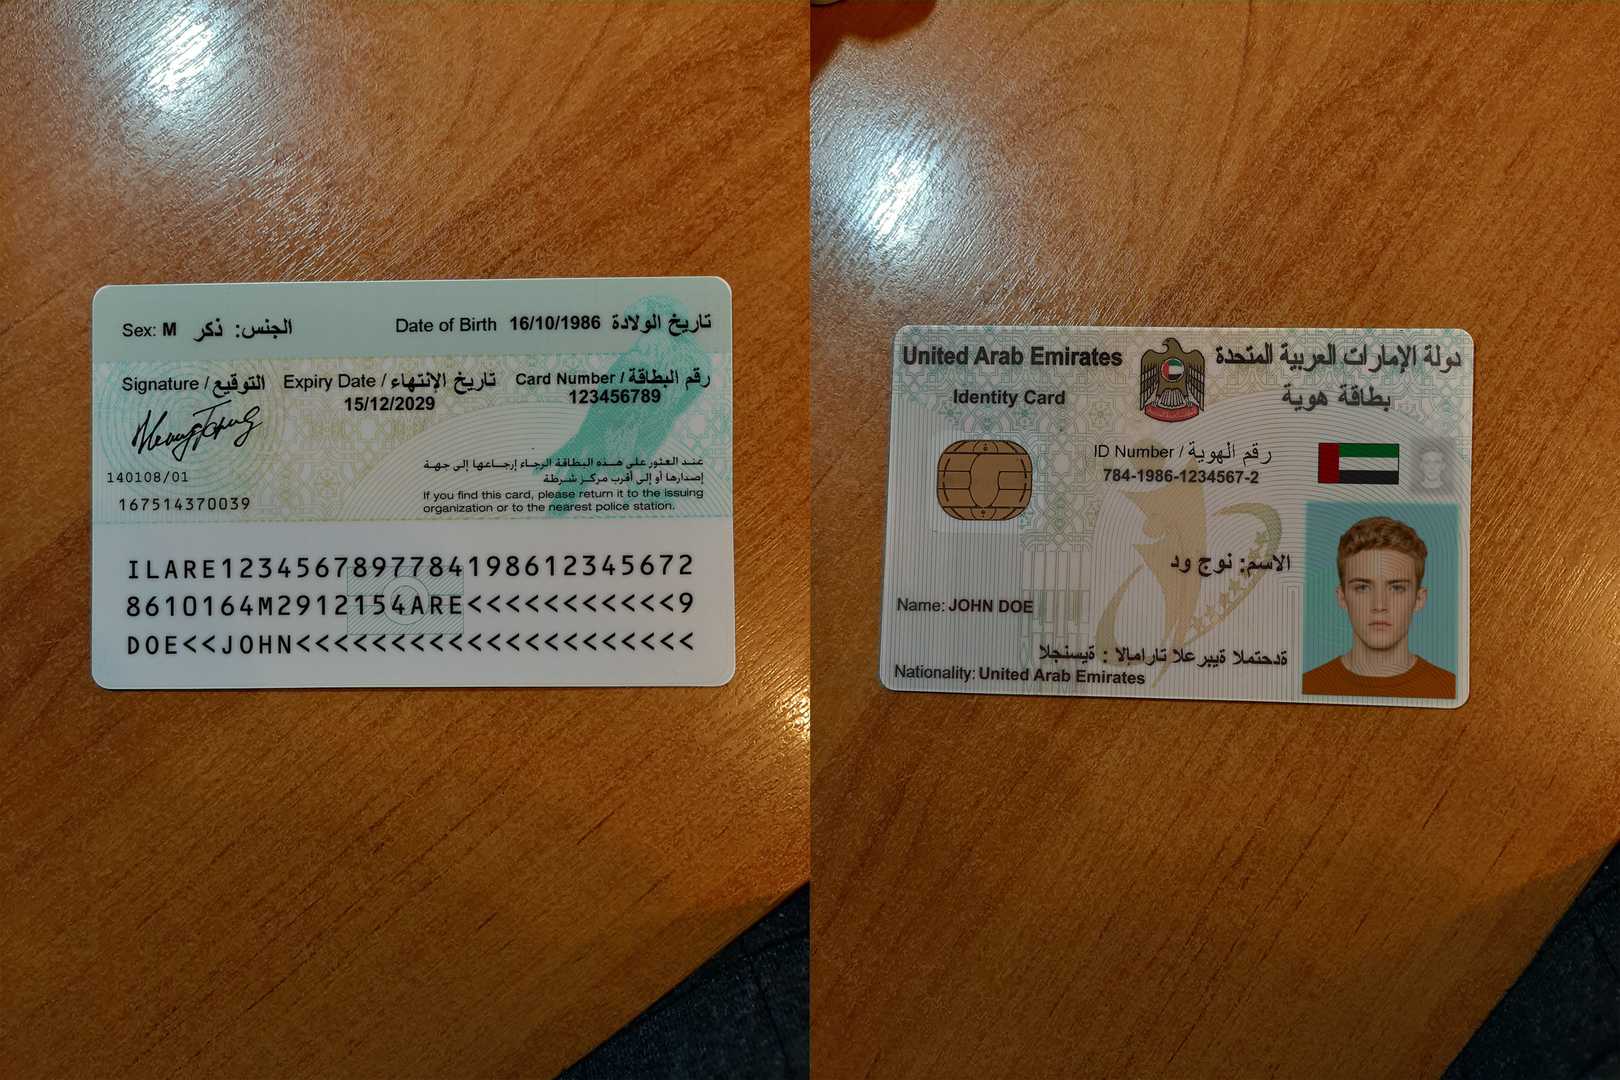 Sex: M الجنس: ذكر
Date of Birth 16/10/1986 تاريخ الولادة
Signature / التوقيع
Expiry Date / تاريخ الإنتهاء
15/12/2029
Card Number / رقم البطاقة
123456789
140108/01
167514370039
عند العثور على هذه البطاقة الرجاء إرجاعها إلى جهة
إصدارها أو إلى أقرب مركز شرطة
If you find this card, please return it to the issuing
organization or to the nearest police station.
ILARE1234567897784198612345672
8610164M2912154ARE<<<<<<<<<<<9
DOE<<JOHN<<<<<<<<<<<<<<<<<<<<<
United Arab Emirates
دولة الإمارات العربية المتحدة
Identity Card
بطاقة هوية
ID Number / رقم الهوية
784-1986-1234567-2
الاسم: نوج ود
Name: JOHN DOE
ةدحتملا ةيبرعلا تارامالا : ةيسنجلا
Nationality: United Arab Emirates